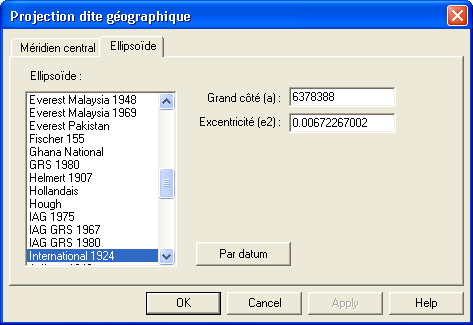 Projection dite géographique
Méridien central
Ellipsoïde
Ellipsoïde :
Everest Malaysia 1948
Everest Malaysia 1969
Everest Pakistan
Fischer 155
Ghana National
GRS 1980
Helmert 1907
Hollandais
Hough
IAG 1975
IAG GRS 1967
IAG GRS 1980
International 1924
Grand côté (a) :
6378388
Excentricité (e2) :
0.00672267002
Par datum
OK
Cancel
Apply
Help